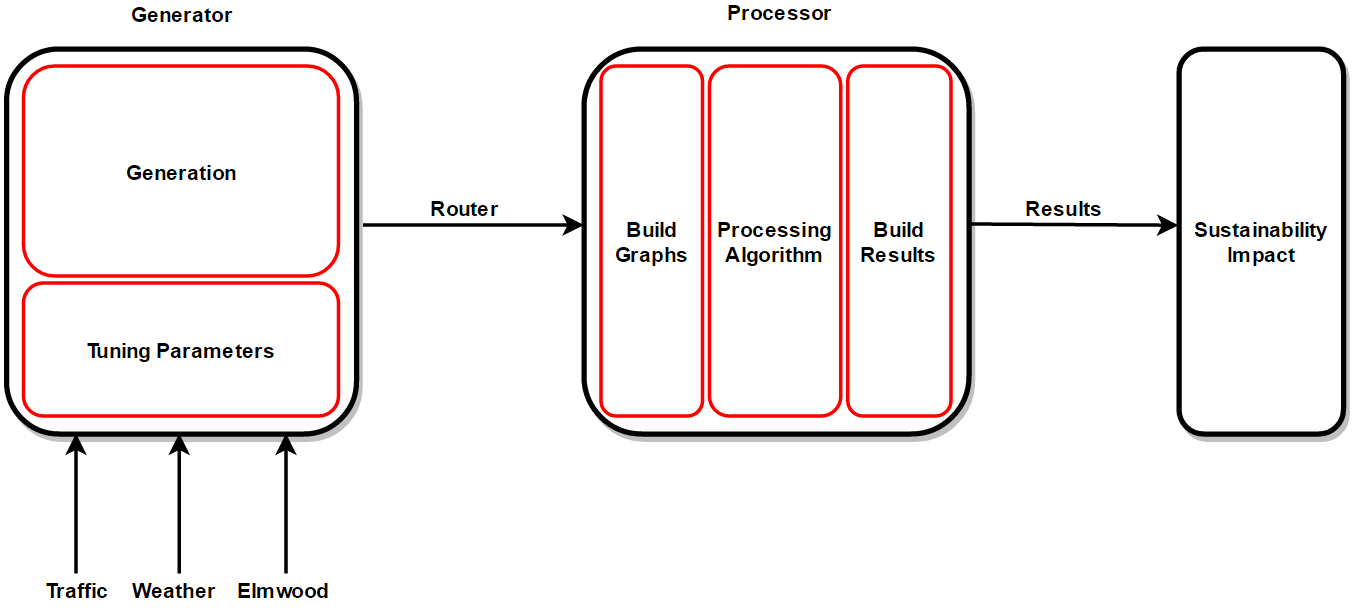 Generator
Processor
Generation
Tuning Parameters
Router
Build
Graphs
Processing
Algorithm
Build
Results
Results
Sustainability
Impact
Traffic
Weather
Elmwood